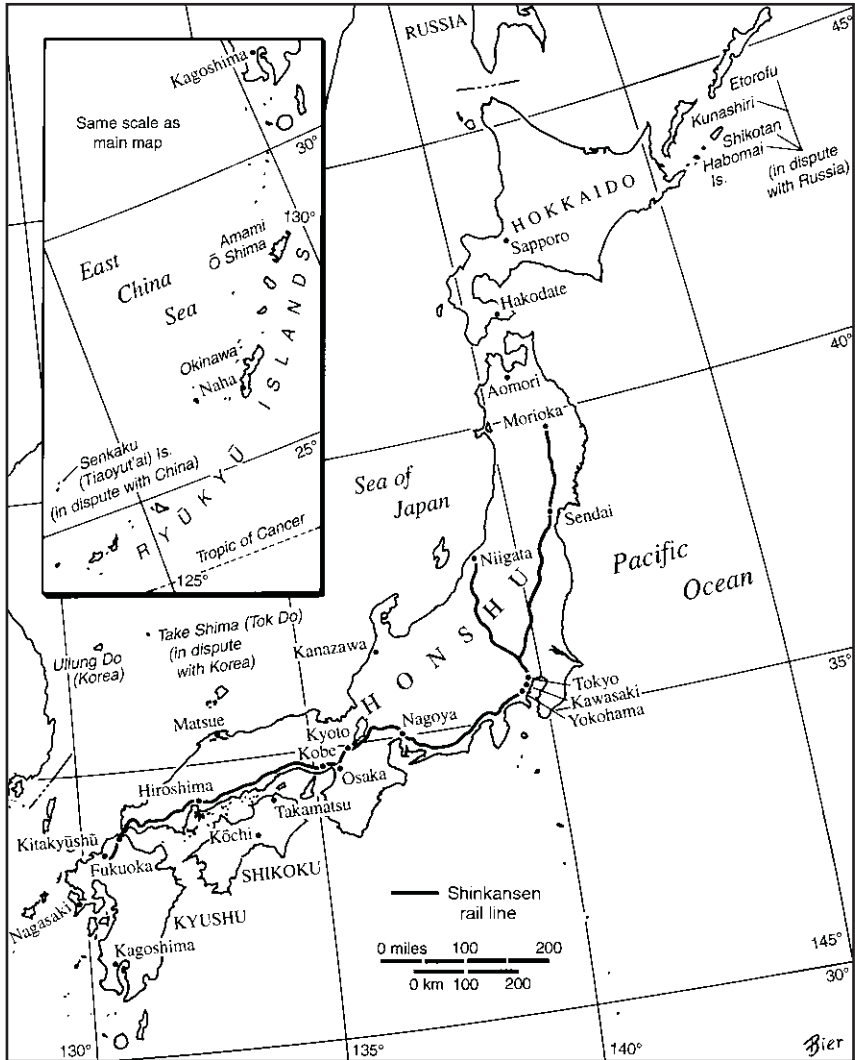 RUSSIA
45°
Kagoshima
Same scale as
main map
30°
130°
Amami
Ō Shima
East
China
Sea
Okinawa
Naha
RYŪKYŪ ISLANDS
Senkaku
(Tiaoyut'ai) Is.
(in dispute with China)
25°
Tropic of Cancer
125°
Etorofu
Kunashiri
Shikotan
Habomai
Is.
(in dispute
with Russia)
HOKKAIDO
Sapporo
Hakodate
40°
Aomori
Morioka
Sea of
Japan
Sendai
Niigata
Pacific
Ocean
HONSHU
Take Shima (Tok Do)
(in dispute
with Korea)
Ullung Do
(Korea)
Kanazawa
35°
Tokyo
Kawasaki
Yokohama
Matsue
Kyoto
Nagoya
Kobe
Osaka
Hiroshima
Takamatsu
Kitakyūshū
Kōchi
Fukuoka
SHIKOKU
Nagasaki
KYUSHU
Kagoshima
Shinkansen
rail line
0 miles 100 200
0 km 100 200
145°
30°
130°
135°
140°
Bier